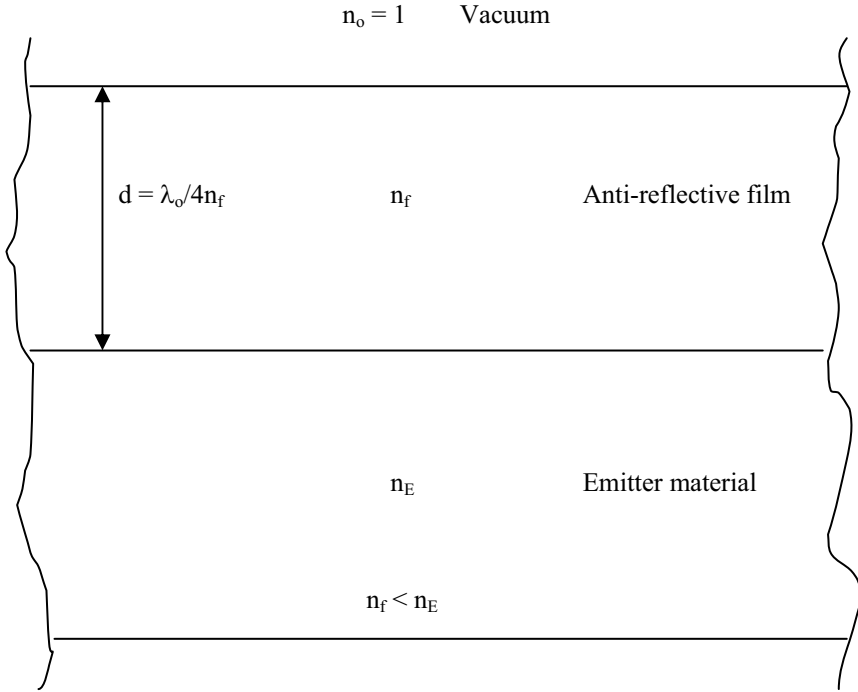 nₒ = 1 Vacuum
d = λₒ/4n_f n_f Anti-reflective film
n_E Emitter material
n_f < n_E